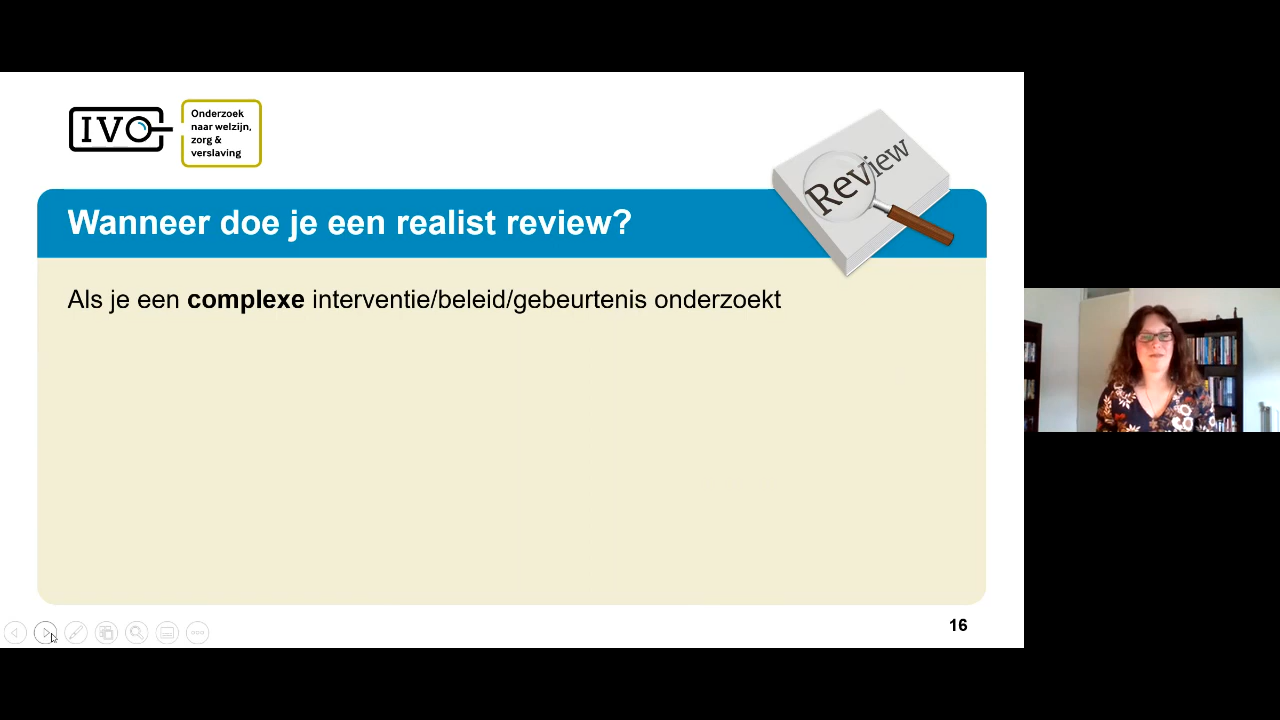 IVO
Onderzoek
naar welzijn,
zorg &
verslaving
Review
Wanneer doe je een realist review?
Als je een complexe interventie/beleid/gebeurtenis onderzoekt
16